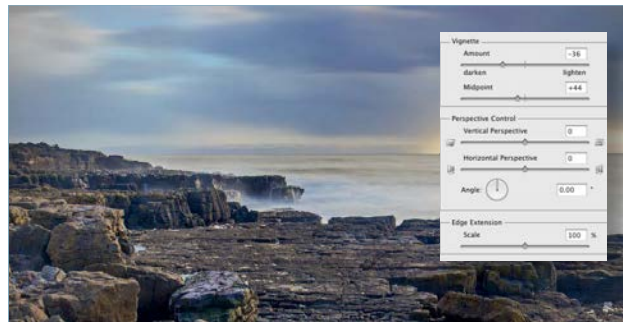 Vignette
Amount -36
darken lighten
Midpoint +44
Perspective Control
Vertical Perspective 0
Horizontal Perspective 0
Angle: 0.00 °
Edge Extension
Scale 100 %